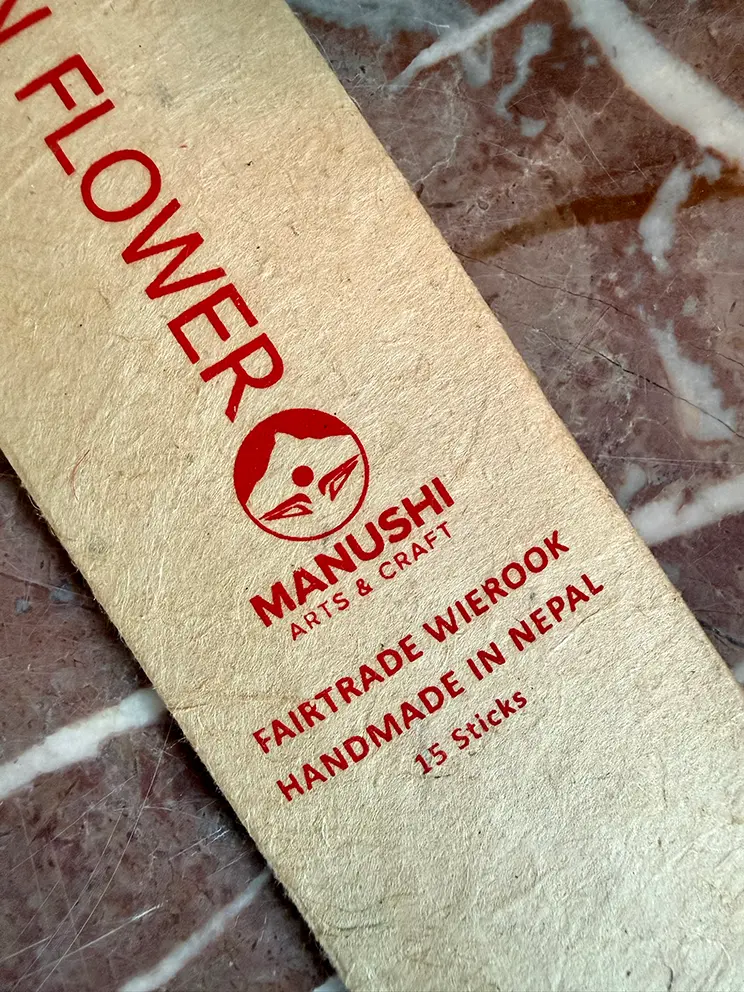 N FLOWER
MANUSHI
ARTS & CRAFT
FAIRTRADE WIEROOK
HANDMADE IN NEPAL
15 Sticks